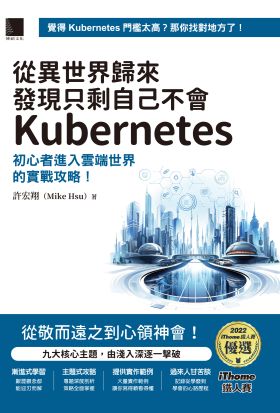 覺得 Kubernetes 門檻太高？那你找對地方了！
從異世界歸來
發現只剩自己不會
Kubernetes
初心者進入雲端世界
的實戰攻略！
許宏翔（Mike Hsu）著
從敬而遠之到心領神會！
九大核心主題，由淺入深逐一擊破
2022
iThome鐵人賽
優選
漸進式學習
主題式攻略
提供實作範例
過來人甘苦談
iThome
鐵人賽